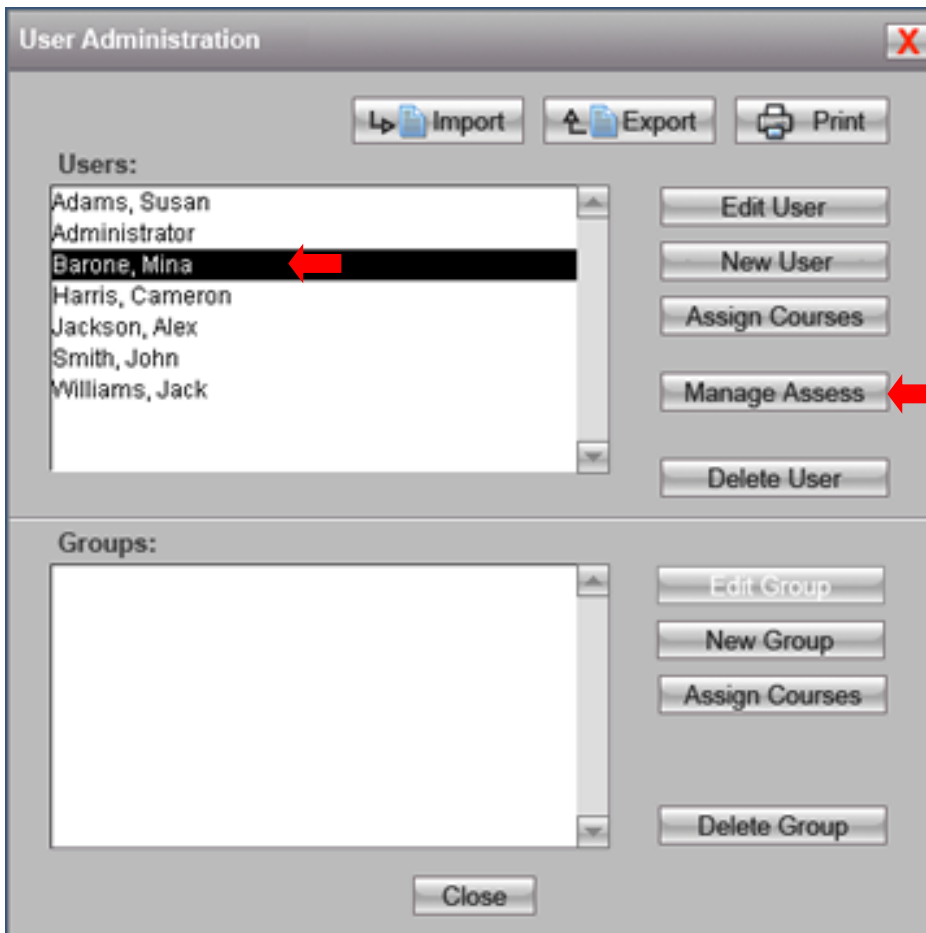 User Administration
X
Import
Export
Print
Users:
Adams, Susan
Administrator
Barone, Mina
Harris, Cameron
Jackson, Alex
Smith, John
Williams, Jack
Edit User
New User
Assign Courses
Manage Assess
Delete User
Groups:
Edit Group
New Group
Assign Courses
Delete Group
Close